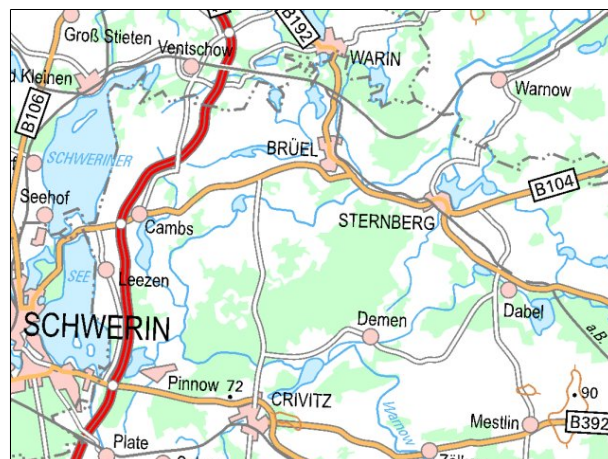 Groß Stieten
B192
Ventschow
WARIN
Kleinen
Warnow
B106
BRÜEL
SCHWERINER
B104
Seehof
Cambs
STERNBERG
SEE
Leezen
Dabel
SCHWERIN
Demen
a.B.
Pinnow 72
90
CRIVITZ
Warnow
Mestlin
B392
Plate